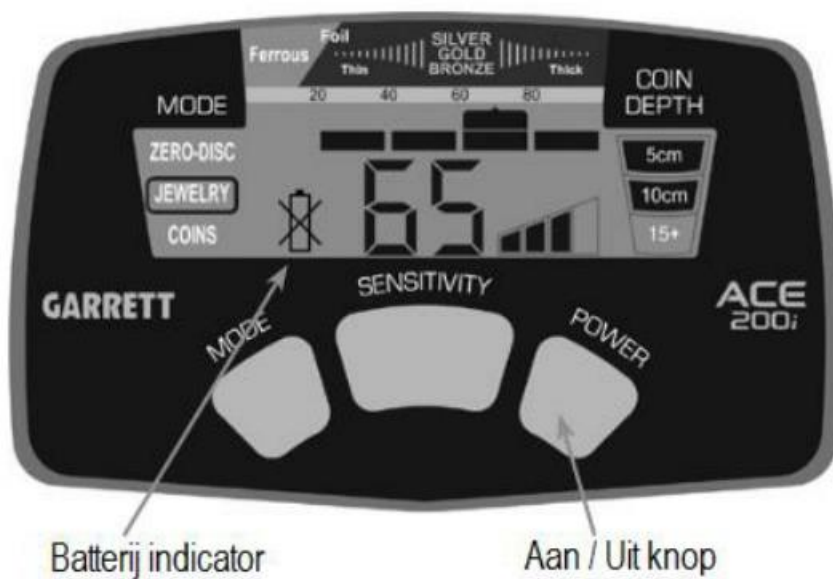 Ferrous
Foil
Thin
SILVER
GOLD
BRONZE
Thick
MODE
COIN
DEPTH
20 40 60 80
ZERO-DISC
JEWELRY
COINS
65
5cm
10cm
15+
GARRETT
SENSITIVITY
MODE
POWER
ACE
200i
Batterij indicator
Aan / Uit knop